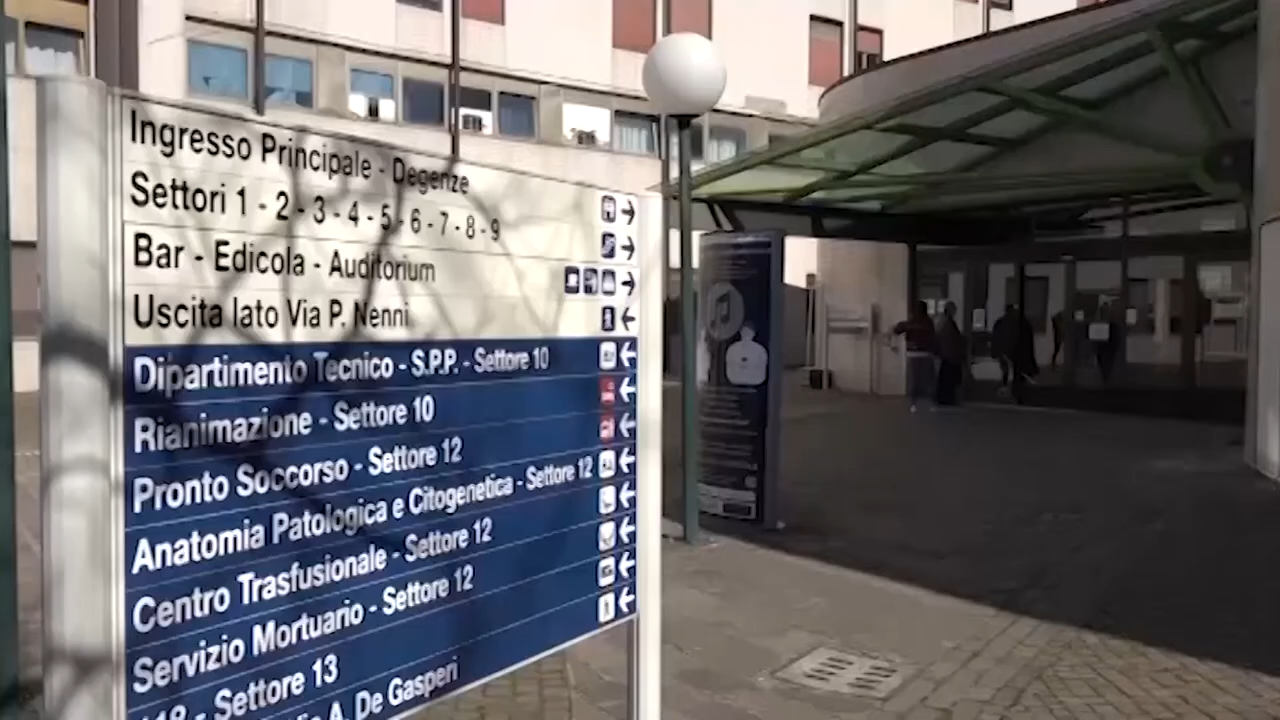 Ingresso Principale - Degenze
Settori 1 - 2 - 3 - 4 - 5 - 6 - 7 - 8 - 9
Bar - Edicola - Auditorium
Uscita lato Via P. Nenni
Dipartimento Tecnico - S.P.P. - Settore 10
Rianimazione - Settore 10
Pronto Soccorso - Settore 12
Anatomia Patologica e Citogenetica - Settore 12
Centro Trasfusionale - Settore 12
Servizio Mortuario - Settore 12
118 - Settore 13
A. De Gasperi